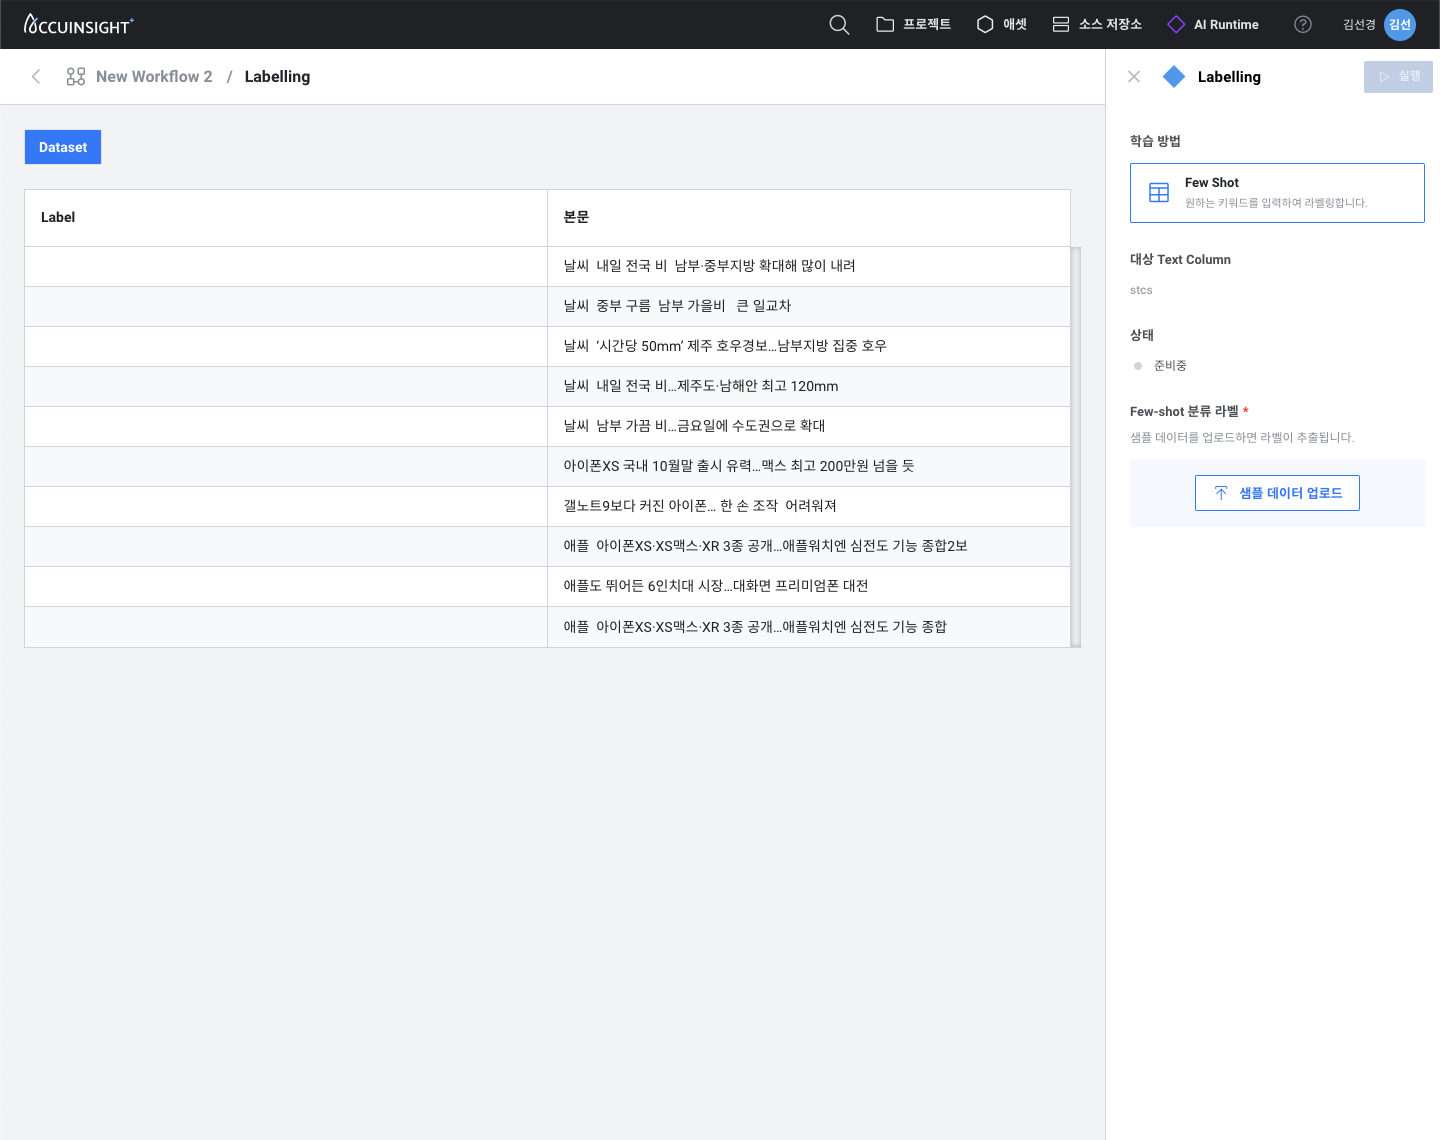 ACCUINSIGHT+
프로젝트
애셋
소스 저장소
AI Runtime
김선경
김선
New Workflow 2 / Labelling
Dataset
Label
본문
날씨  내일 전국 비  남부·중부지방 확대해 많이 내려
날씨  중부 구름  남부 가을비   큰 일교차
날씨  ‘시간당 50mm’ 제주 호우경보…남부지방 집중 호우
날씨  내일 전국 비…제주도·남해안 최고 120mm
날씨  남부 가끔 비…금요일에 수도권으로 확대
아이폰XS 국내 10월말 출시 유력…맥스 최고 200만원 넘을 듯
갤노트9보다 커진 아이폰… 한 손 조작  어려워져
애플  아이폰XS·XS맥스·XR 3종 공개…애플워치엔 심전도 기능 종합2보
애플도 뛰어든 6인치대 시장…대화면 프리미엄폰 대전
애플  아이폰XS·XS맥스·XR 3종 공개…애플워치엔 심전도 기능 종합
Labelling
실행
학습 방법
Few Shot
원하는 키워드를 입력하여 라벨링합니다.
대상 Text Column
stcs
상태
준비중
Few-shot 분류 라벨 *
샘플 데이터를 업로드하면 라벨이 추출됩니다.
샘플 데이터 업로드